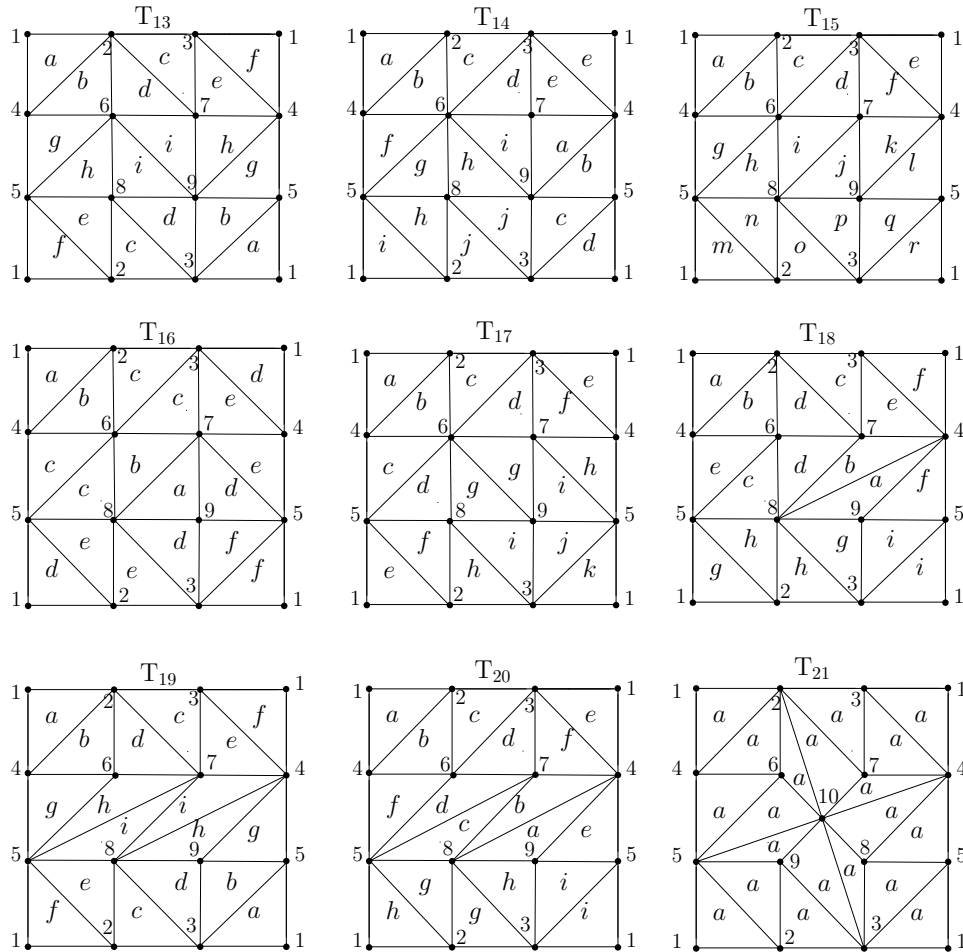 T13 T14 T15
1 2 3 1 1 2 3 1 1 2 3 1
a c f a c e a c e
b d e b d e b d f
4 6 7 4 4 6 7 4 4 6 7 4
g i h f i a g i k
h i g g h b h j l
5 8 9 5 5 8 9 5 5 8 9 5
e d b h j c n p q
f c a i j d m o r
1 2 3 1 1 2 3 1 1 2 3 1
T16 T17 T18
1 2 3 1 1 2 3 1 1 2 3 1
a c d a c e a c f
b c e b d f b d e
4 6 7 4 4 6 7 4 4 6 7 4
c b e c g h e d b f
c a d d g i c a
5 8 9 5 5 8 9 5 5 8 9 5
e d f f i j h g i
d e f e h k g h i
1 2 3 1 1 2 3 1 1 2 3 1
T19 T20 T21
1 2 3 1 1 2 3 1 1 2 3 1
a c f a c e a a
b d e b d f a a a
4 6 7 4 4 6 7 4 4 6 7 4
g h i f d b a a
i h g c a e a 10 a a a
5 8 9 5 5 8 9 5 5 9 8 5
e d b g h i a a
f c a h g i a a a a
1 2 3 1 1 2 3 1 1 2 3 1